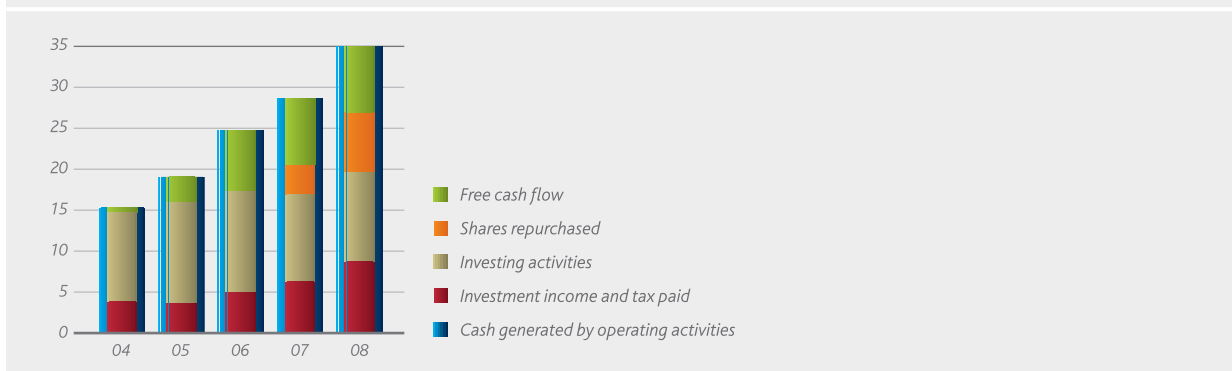 35
30
25
20
15
10
5
0
04 05 06 07 08
Free cash flow
Shares repurchased
Investing activities
Investment income and tax paid
Cash generated by operating activities